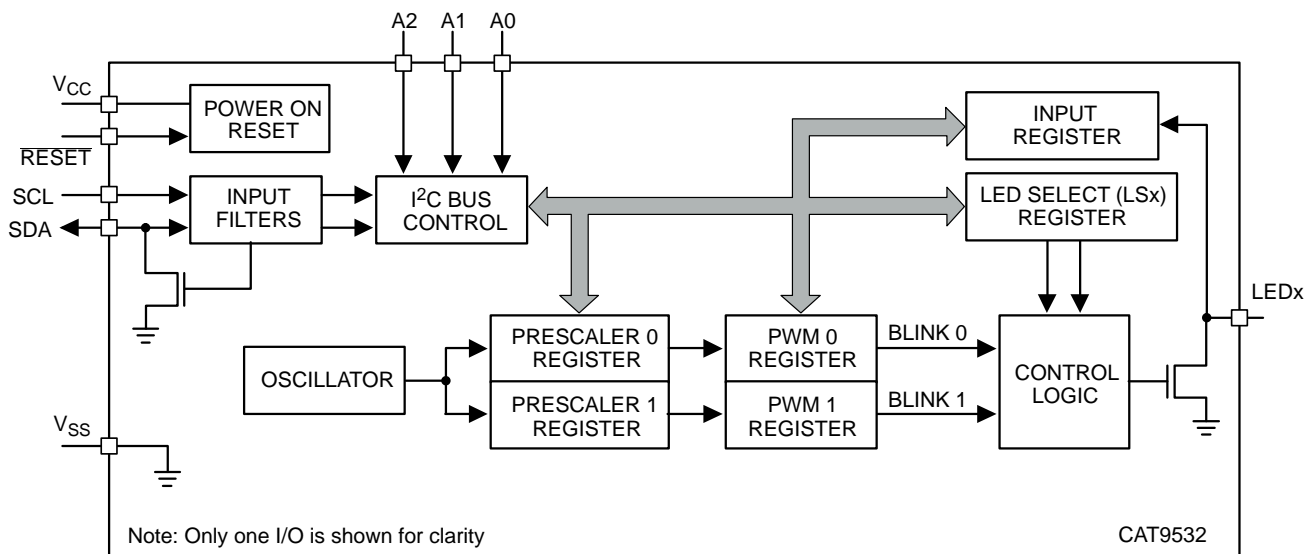 A2 A1 A0
VCC
POWER ON
RESET
RESET
INPUT
REGISTER
SCL
SDA
INPUT
FILTERS
I2C BUS
CONTROL
LED SELECT (LSx)
REGISTER
LEDx
OSCILLATOR
PRESCALER 0
REGISTER
PWM 0
REGISTER
BLINK 0
PRESCALER 1
REGISTER
PWM 1
REGISTER
BLINK 1
CONTROL
LOGIC
VSS
Note: Only one I/O is shown for clarity
CAT9532